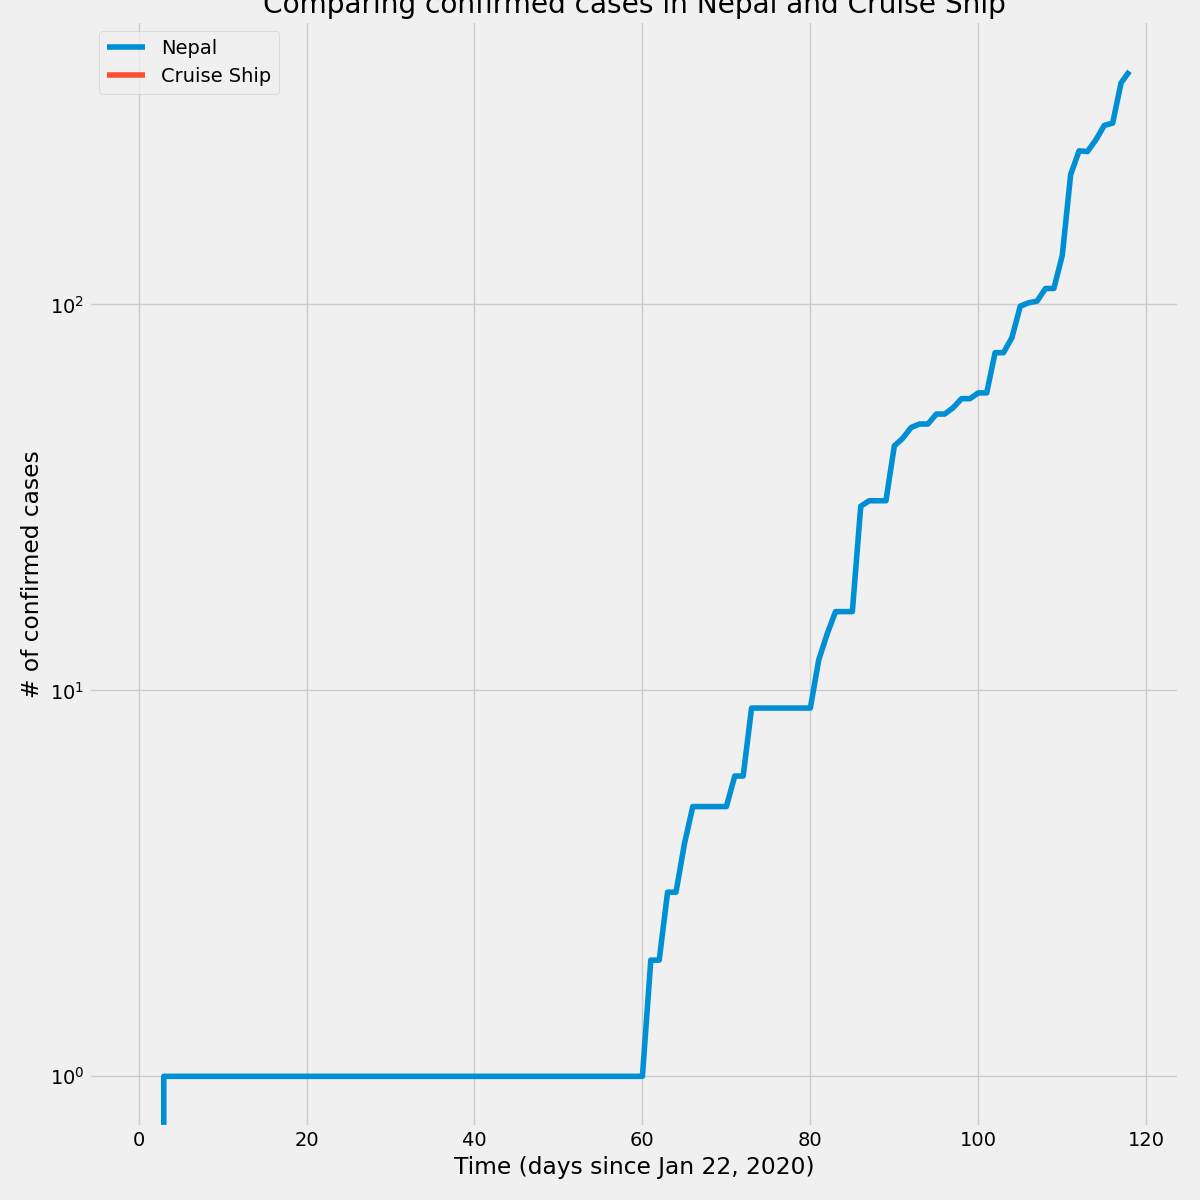 Comparing confirmed cases in Nepal and Cruise Ship
Nepal
Cruise Ship
# of confirmed cases
10²
10¹
10⁰
0 20 40 60 80 100 120
Time (days since Jan 22, 2020)